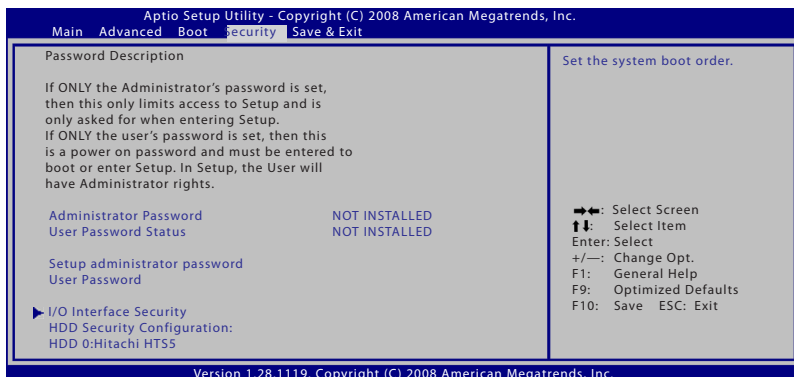 Aptio Setup Utility - Copyright (C) 2008 American Megatrends, Inc.
Main Advanced Boot Security Save & Exit
Password Description
If ONLY the Administrator's password is set,
then this only limits access to Setup and is
only asked for when entering Setup.
If ONLY the user's password is set, then this
is a power on password and must be entered to
boot or enter Setup. In Setup, the User will
have Administrator rights.
Administrator Password NOT INSTALLED
User Password Status NOT INSTALLED
Setup administrator password
User Password
I/O Interface Security
HDD Security Configuration:
HDD 0:Hitachi HTS5
Set the system boot order.
→←: Select Screen
↑↓: Select Item
Enter: Select
+/—: Change Opt.
F1: General Help
F9: Optimized Defaults
F10: Save ESC: Exit
Version 1.28.1119. Copyright (C) 2008 American Megatrends, Inc.